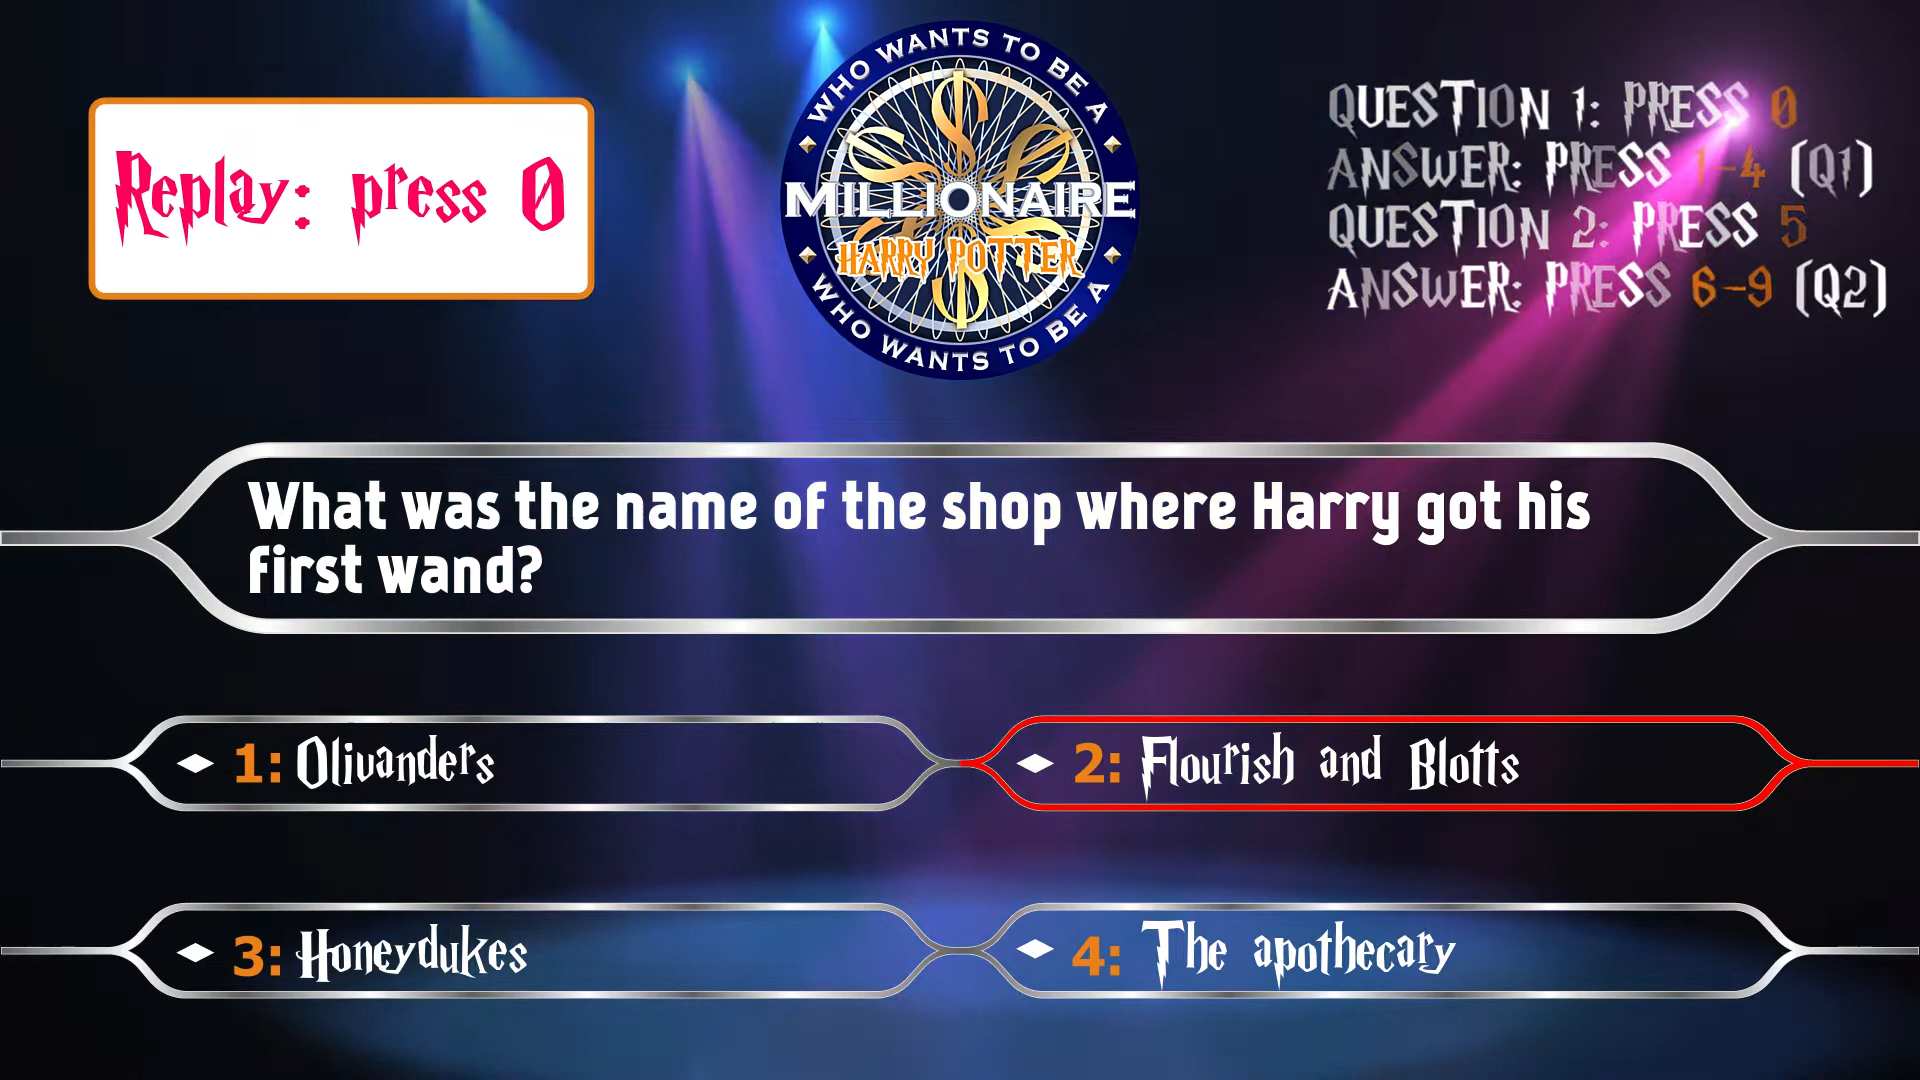 Replay: press 0
WHO WANTS TO BE A
MILLIONAIRE
HARRY POTTER
WHO WANTS TO BE A
QUESTION 1: PRESS 0
ANSWER: PRESS 1-4 (Q1)
QUESTION 2: PRESS 5
ANSWER: PRESS 6-9 (Q2)
What was the name of the shop where Harry got his
first wand?
1: Olivanders
2: Flourish and Blotts
3: Honeydukes
4: The apothecary